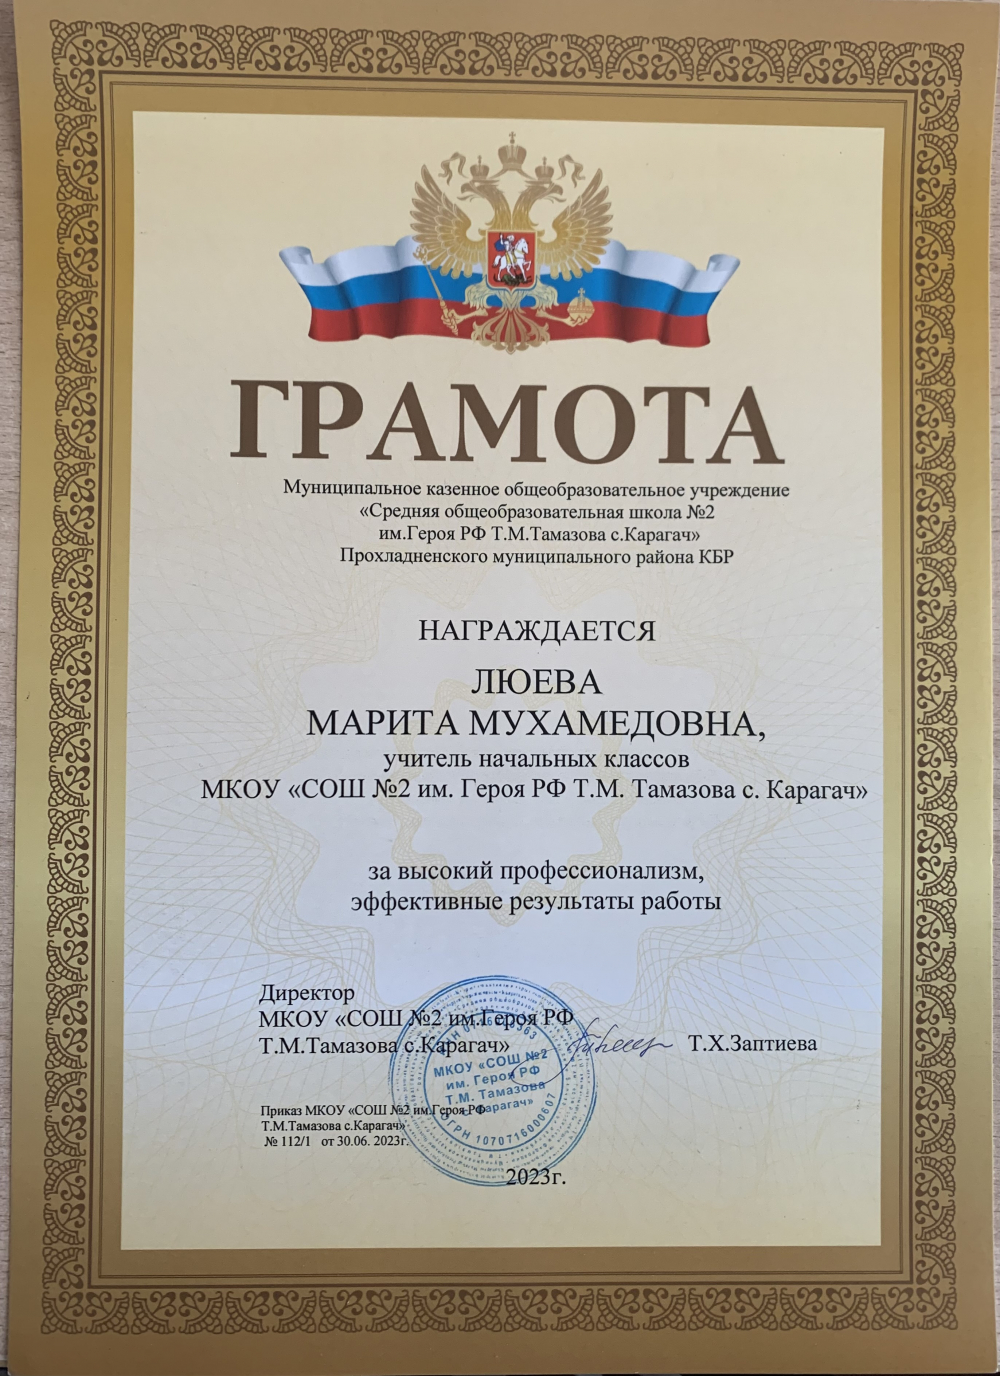 ГРАМОТА
Муниципальное казенное общеобразовательное учреждение
«Средняя общеобразовательная школа №2
им.Героя РФ Т.М.Тамазова с.Карагач»
Прохладненского муниципального района КБР
НАГРАЖДАЕТСЯ
ЛЮЕВА
МАРИТА МУХАМЕДОВНА,
учитель начальных классов
МКОУ «СОШ №2 им. Героя РФ Т.М. Тамазова с. Карагач»
за высокий профессионализм,
эффективные результаты работы
Директор
МКОУ «СОШ №2 им.Героя РФ
Т.М.Тамазова с.Карагач»
Т.Х.Заптиева
МКОУ «СОШ №2
им. Героя РФ
Т.М. Тамазова
с. Карагач»
ОГРН 1070716000607
Приказ МКОУ «СОШ №2 им.Героя РФ
Т.М.Тамазова с.Карагач»
№ 112/1 от 30.06. 2023г.
2023г.